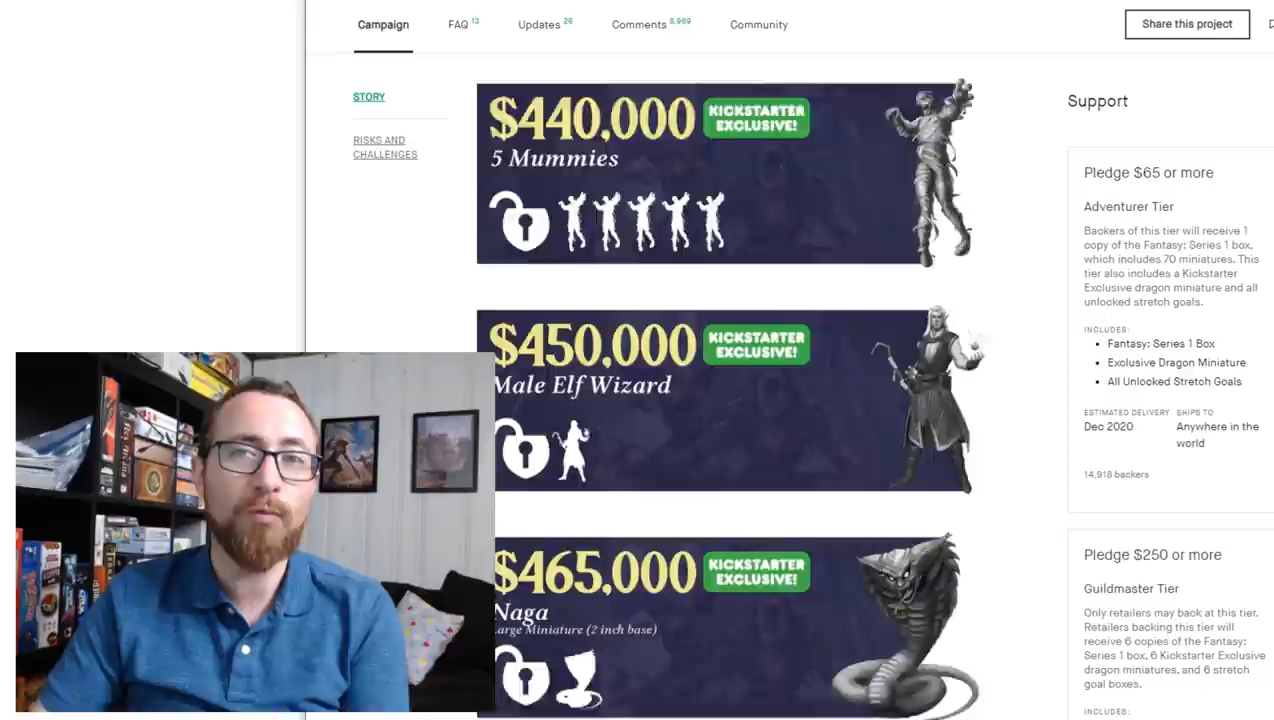 Campaign
FAQ 13
Updates 26
Comments 8,989
Community
Share this project
STORY
RISKS AND
CHALLENGES
$440,000
KICKSTARTER
EXCLUSIVE!
5 Mummies
$450,000
KICKSTARTER
EXCLUSIVE!
Male Elf Wizard
$465,000
KICKSTARTER
EXCLUSIVE!
Naga
Large Miniature (2 inch base)
Support
Pledge $65 or more
Adventurer Tier
Backers of this tier will receive 1
copy of the Fantasy: Series 1 box,
which includes 70 miniatures. This
tier also includes a Kickstarter
Exclusive dragon miniature and all
unlocked stretch goals.
INCLUDES:
Fantasy: Series 1 Box
Exclusive Dragon Miniature
All Unlocked Stretch Goals
ESTIMATED DELIVERY
Dec 2020
SHIPS TO
Anywhere in the
world
14,918 backers
Pledge $250 or more
Guildmaster Tier
Only retailers may back at this tier.
Retailers backing this tier will
receive 6 copies of the Fantasy:
Series 1 box, 6 Kickstarter Exclusive
dragon miniatures, and 6 stretch
goal boxes.
INCLUDES: